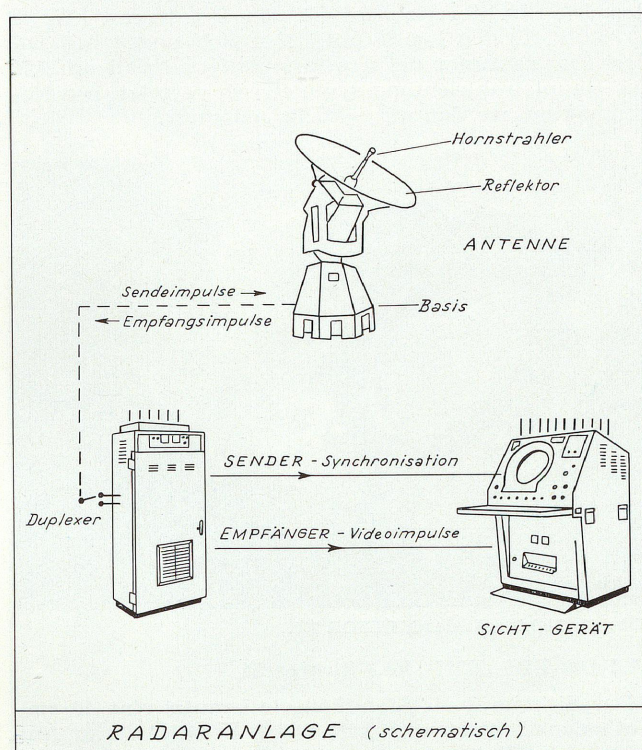 Hornstrahler
Reflektor
ANTENNE
Sendeimpulse
Basis
Empfangsimpulse
SENDER - Synchronisation
Duplexer
EMPFÄNGER - Videoimpulse
SICHT - GERÄT
RADARANLAGE (schematisch)